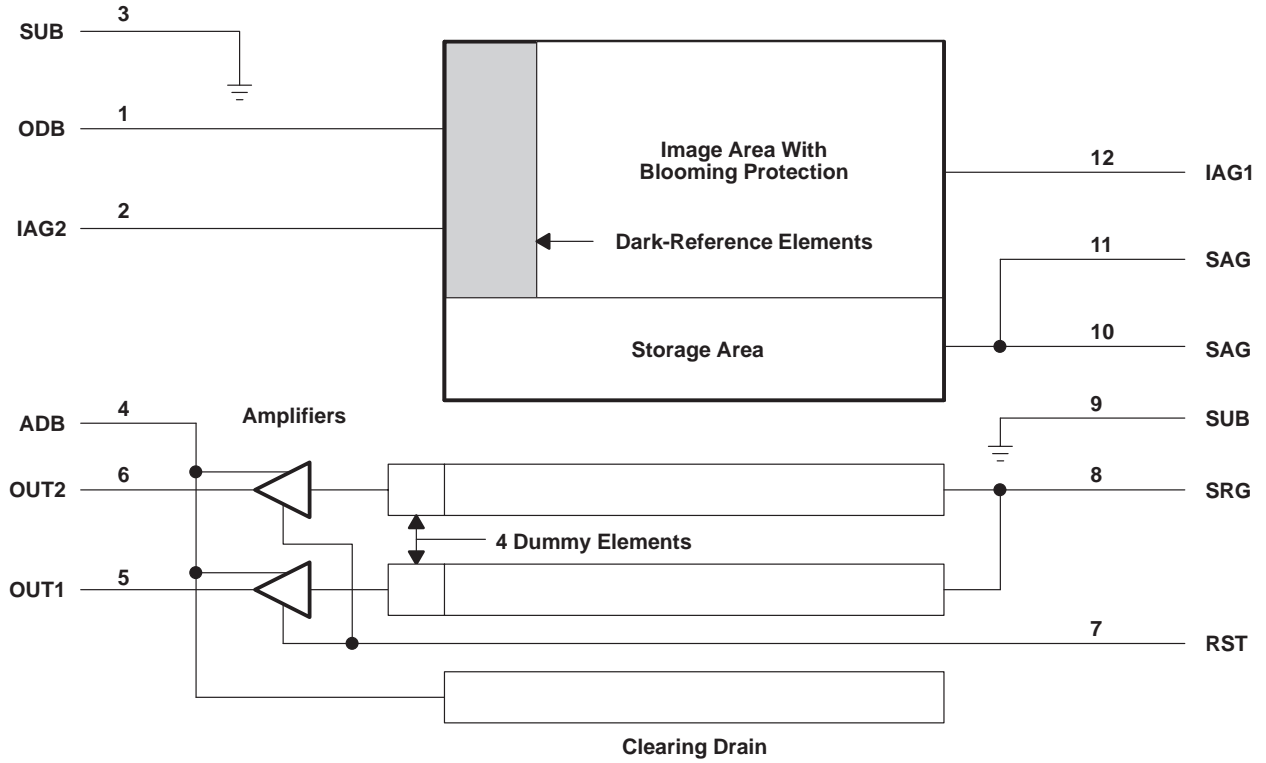 3
SUB
1
ODB
Image Area With
Blooming Protection
12
IAG1
2
IAG2
Dark-Reference Elements
11
SAG
Storage Area
10
SAG
4
ADB
Amplifiers
9
SUB
6
OUT2
8
SRG
4 Dummy Elements
5
OUT1
7
RST
Clearing Drain